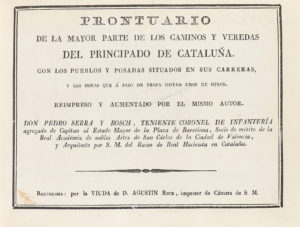 PRONTUARIO
DE LA MAYOR PARTE DE LOS CAMINOS Y VEREDAS
DEL PRINCIPADO DE CATALUÑA.
CON LOS PUEBLOS Y POSADAS SITUADOS EN SUS CARRERAS,
Y LAS HORAS QUE Á PASO DE TROPA DISTAN UNOS DE OTROS.
REIMPRESO Y AUMENTADO POR EL MISMO AUTOR.
DON PEDRO SERRA Y BOSCH, TENIENTE CORONEL DE INFANTERÍA
agregado de Capitan al Estado Mayor de la Plaza de Barcelona, Socio de mérito de la
Real Académia de nobles Artes de San Cárlos de la Ciudad de Valencia,
y Arquitecto por S. M. del Ramo de Real Hacienda en Cataluña.
BARCELONA: por la VIUDA de D. AGUSTIN ROCA, impresor de Cámara de S. M.